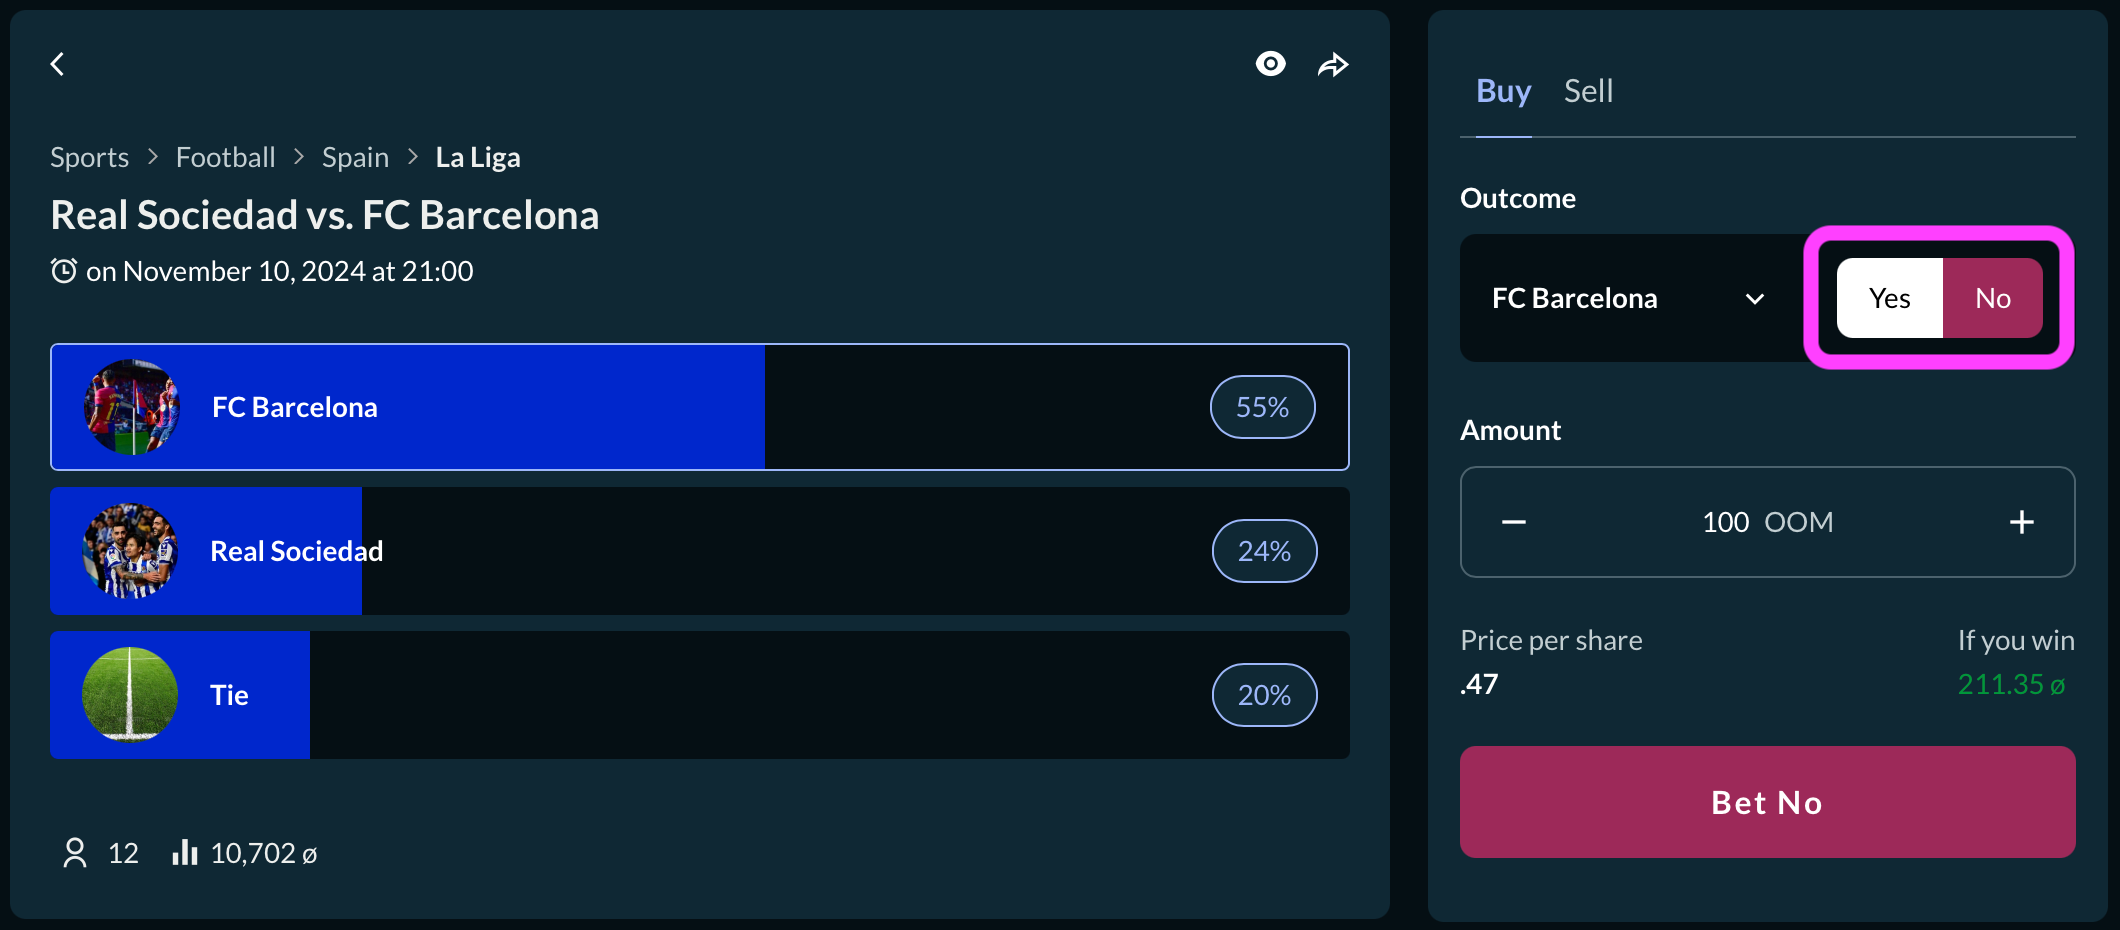 Sports > Football > Spain > La Liga
Real Sociedad vs. FC Barcelona
on November 10, 2024 at 21:00
FC Barcelona 55%
Real Sociedad 24%
Tie 20%
12 10,702 ø
Buy Sell
Outcome
FC Barcelona Yes No
Amount
− 100 OOM +
Price per share If you win
.47 211.35 ø
Bet No